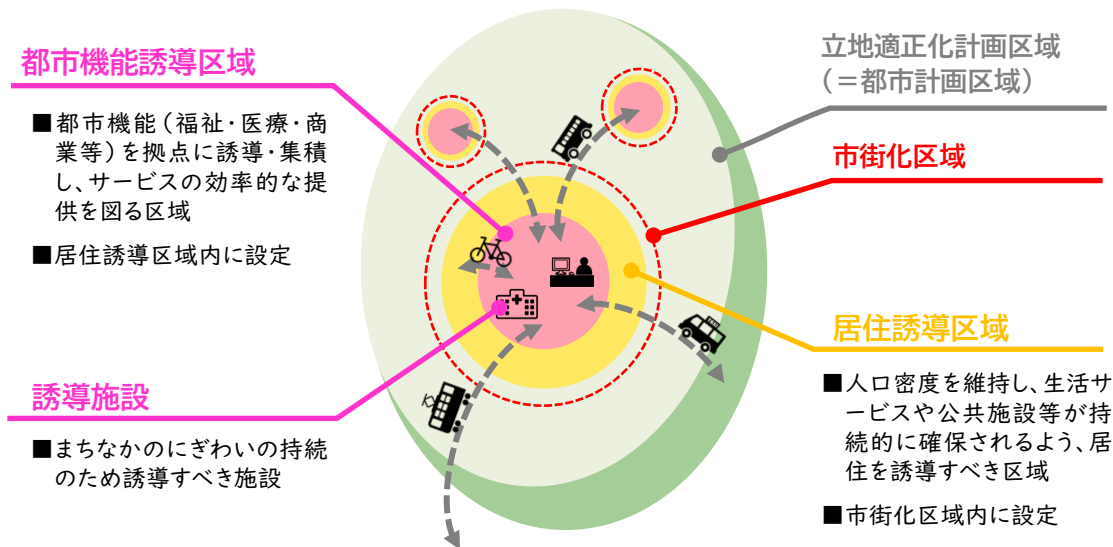 都市機能誘導区域
■都市機能（福祉・医療・商
業等）を拠点に誘導・集積
し、サービスの効率的な提
供を図る区域
■居住誘導区域内に設定
誘導施設
■まちなかのにぎわいの持続
のため誘導すべき施設
立地適正化計画区域
（＝都市計画区域）
市街化区域
居住誘導区域
■人口密度を維持し、生活サ
ービスや公共施設等が持
続的に確保されるよう、居
住を誘導すべき区域
■市街化区域内に設定